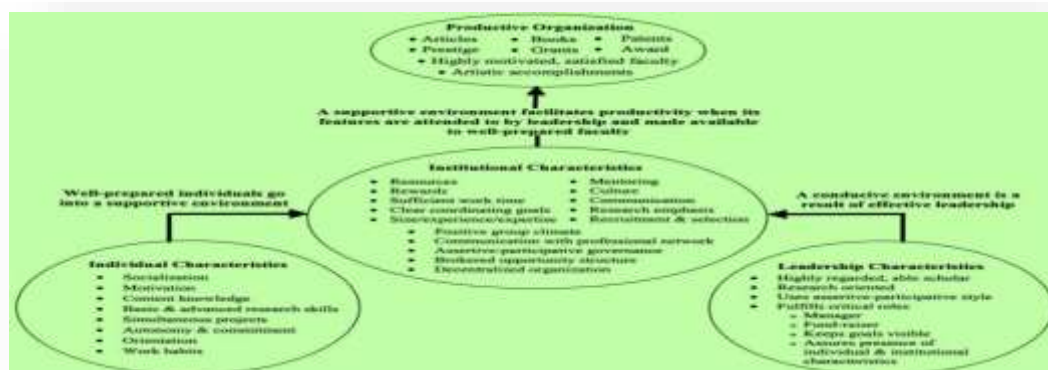 Productive Organization
• Articles • Books • Patents
• Prestige • Grants • Award
• Highly motivated, satisfied faculty
• Artistic accomplishments
A supportive environment facilitates productivity when its
features are attended to by leadership and made available
to well-prepared faculty
Institutional Characteristics
• Resources • Mentoring
• Rewards • Culture
• Sufficient work time • Communication
• Clear coordinating goals • Research emphasis
• Size/experience/expertise • Recruitment & selection
• Positive group climate
• Communication with professional network
• Assertive-participative governance
• Brokered opportunity structure
• Decentralized organization
Well-prepared individuals go
into a supportive environment
A conducive environment is a
result of effective leadership
Individual Characteristics
• Socialization
• Motivation
• Content knowledge
• Basic & advanced research skills
• Simultaneous projects
• Autonomy & commitment
• Orientation
• Work habits
Leadership Characteristics
• Highly regarded, able scholar
• Research oriented
• Uses assertive-participative style
• Fulfills critical roles
o Manager
o Fund-raiser
o Keeps goals visible
o Assures presence of
individual & institutional
characteristics